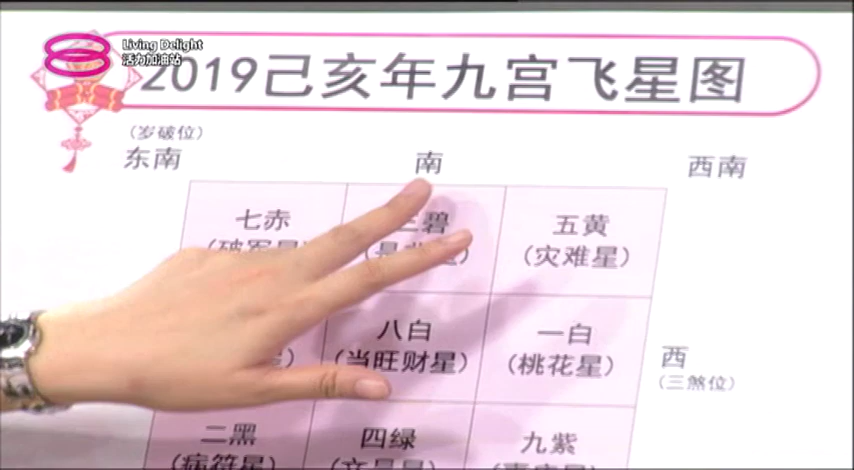 Living Delight
活力加油站
2019己亥年九宫飞星图
(岁破位)
东南
南
西南
七赤
三碧
五黄
(破军星)
(灾难星)
八白
一白
西
(当旺财星)
(桃花星)
(三煞位)
二黑
四绿
九紫
(病符星)
(文昌星)